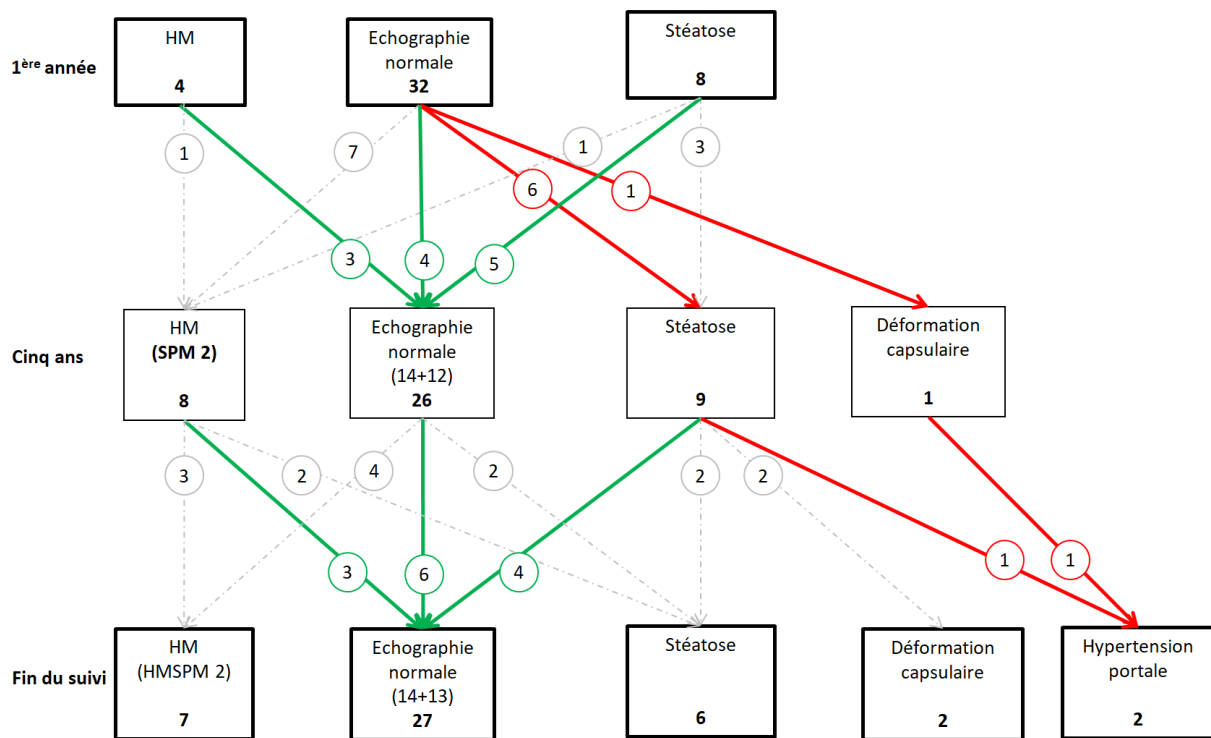 HM
4
Echographie
normale
32
Stéatose
8
1ère année
1
7
1
3
6
1
3
4
5
Cinq ans
HM
(SPM 2)
8
Echographie
normale
(14+12)
26
Stéatose
9
Déformation
capsulaire
1
3
2
4
2
2
2
3
6
4
1
1
Fin du suivi
HM
(HMSPM 2)
7
Echographie
normale
(14+13)
27
Stéatose
6
Déformation
capsulaire
2
Hypertension
portale
2